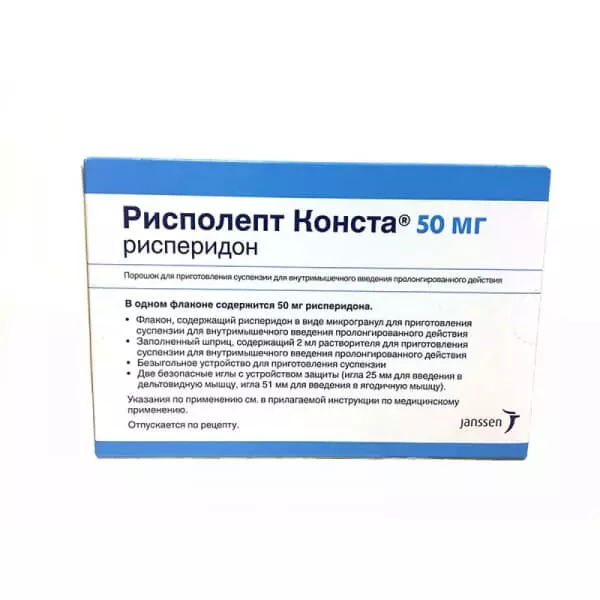 Рисполепт Конста® 50 мг
рисперидон
Порошок для приготовления суспензии для внутримышечного введения пролонгированного действия
В одном флаконе содержится 50 мг рисперидона.
• Флакон, содержащий рисперидон в виде микрогранул для приготовления
суспензии для внутримышечного введения пролонгированного действия
• Заполненный шприц, содержащий 2 мл растворителя для приготовления
суспензии для внутримышечного введения пролонгированного действия
• Безыгольное устройство для приготовления суспензии
• Две безопасные иглы с устройством защиты (игла 25 мм для введения в
дельтовидную мышцу, игла 51 мм для введения в ягодичную мышцу).
Указания по применению см. в прилагаемой инструкции по медицинскому
применению.
Отпускается по рецепту.
janssen